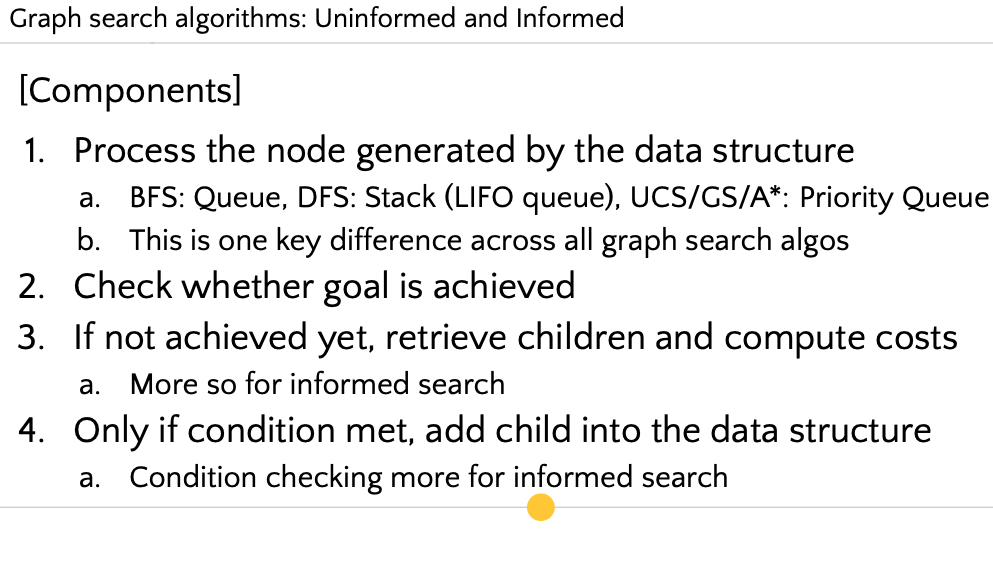 Graph search algorithms: Uninformed and Informed
[Components]
1. Process the node generated by the data structure
a. BFS: Queue, DFS: Stack (LIFO queue), UCS/GS/A*: Priority Queue
b. This is one key difference across all graph search algos
2. Check whether goal is achieved
3. If not achieved yet, retrieve children and compute costs
a. More so for informed search
4. Only if condition met, add child into the data structure
a. Condition checking more for informed search